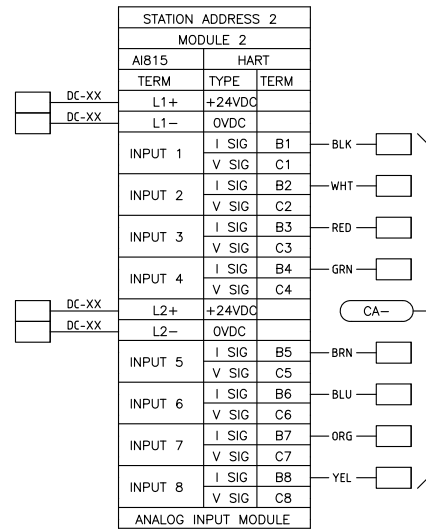 STATION ADDRESS 2
MODULE 2
AI815 HART
TERM TYPE TERM
DC-XX L1+ +24VDC
DC-XX L1- 0VDC
INPUT 1 I SIG B1 BLK
V SIG C1
INPUT 2 I SIG B2 WHT
V SIG C2
INPUT 3 I SIG B3 RED
V SIG C3
INPUT 4 I SIG B4 GRN
V SIG C4
DC-XX L2+ +24VDC CA-
DC-XX L2- 0VDC
INPUT 5 I SIG B5 BRN
V SIG C5
INPUT 6 I SIG B6 BLU
V SIG C6
INPUT 7 I SIG B7 ORG
V SIG C7
INPUT 8 I SIG B8 YEL
V SIG C8
ANALOG INPUT MODULE